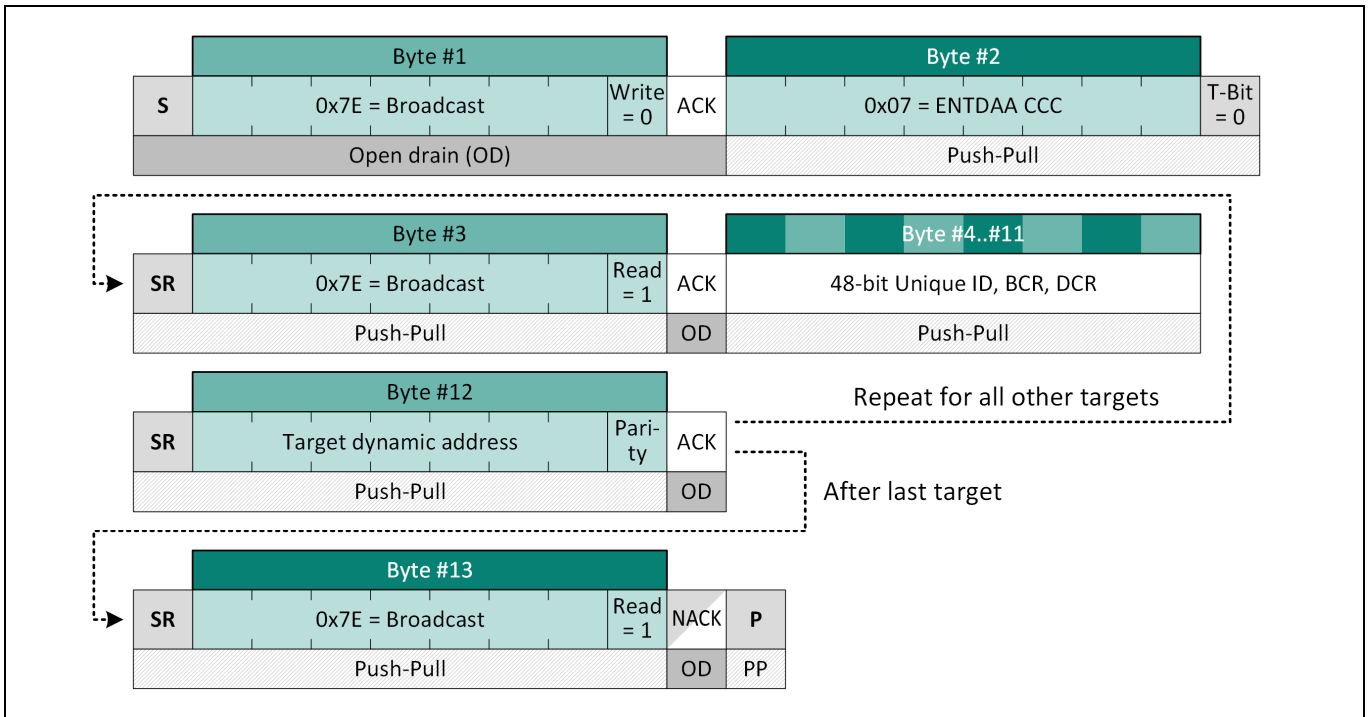 Byte #1 Byte #2
S 0x7E = Broadcast Write = 0 ACK 0x07 = ENTDAA CCC T-Bit = 0
Open drain (OD) Push-Pull
Byte #3 Byte #4..#11
SR 0x7E = Broadcast Read = 1 ACK 48-bit Unique ID, BCR, DCR
Push-Pull OD Push-Pull
Byte #12
Repeat for all other targets
SR Target dynamic address Pari-ty ACK
Push-Pull OD
After last target
Byte #13
SR 0x7E = Broadcast Read = 1 NACK P
Push-Pull OD PP